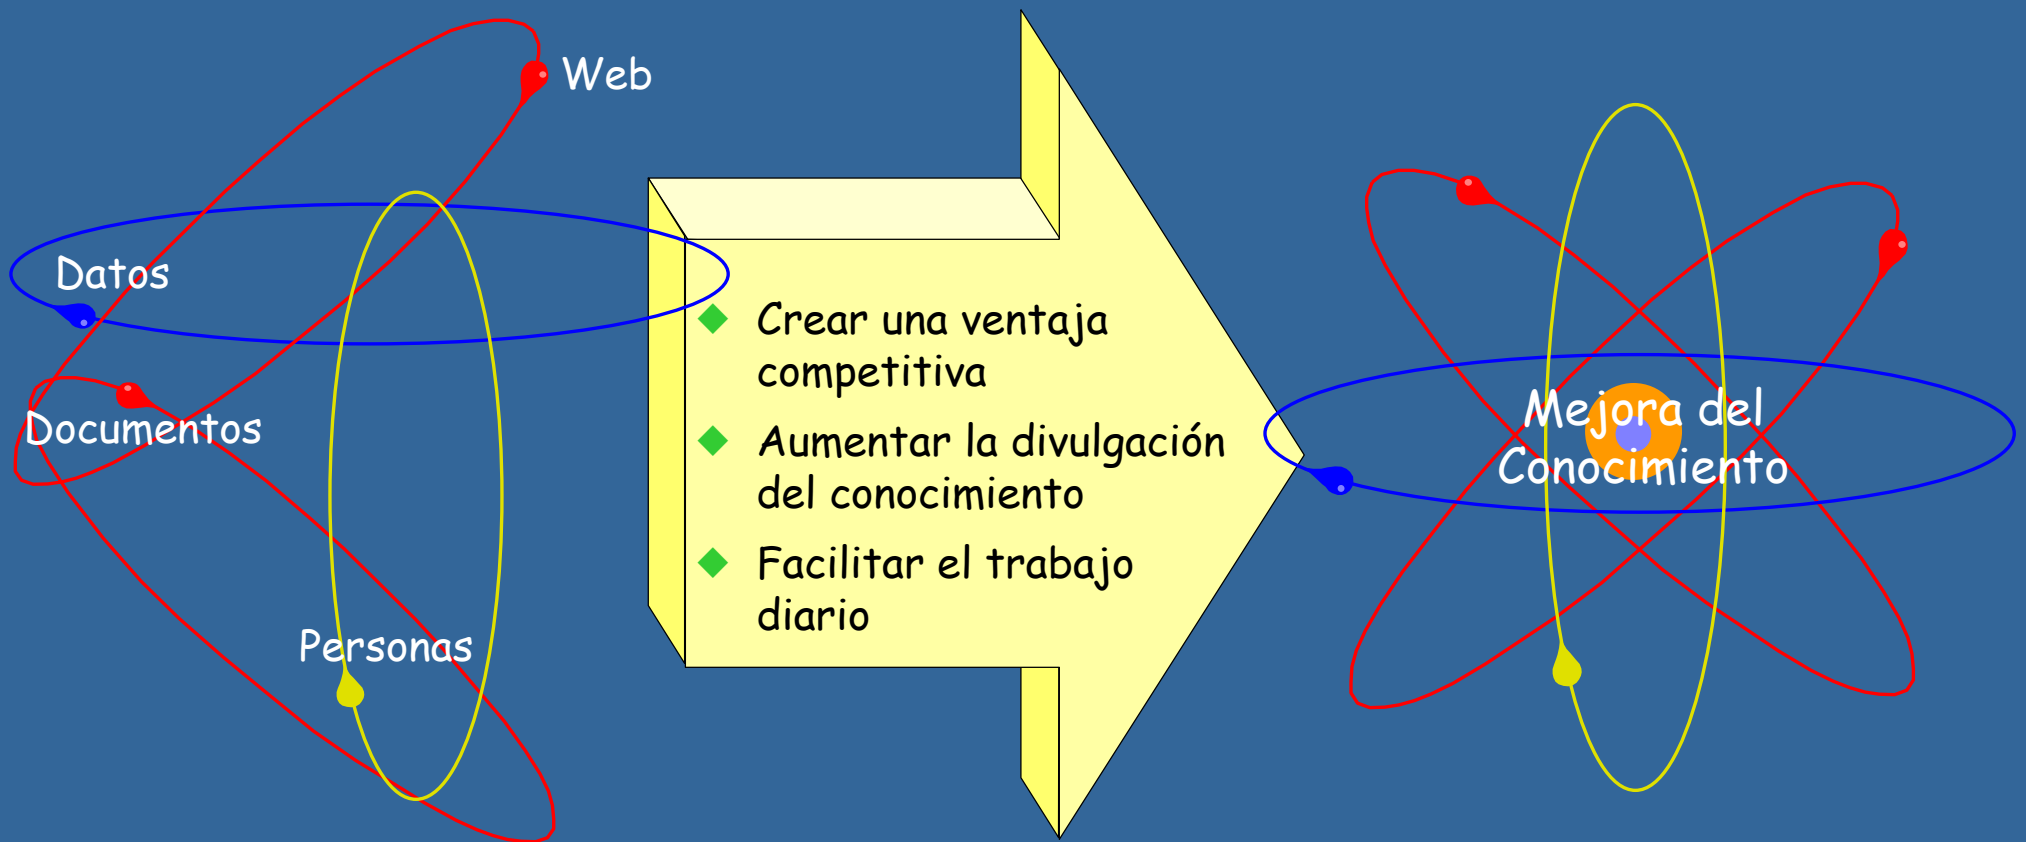 Web
Datos
Documentos
Personas
Crear una ventaja
competitiva
Aumentar la divulgación
del conocimiento
Facilitar el trabajo
diario
Mejora del
Conocimiento